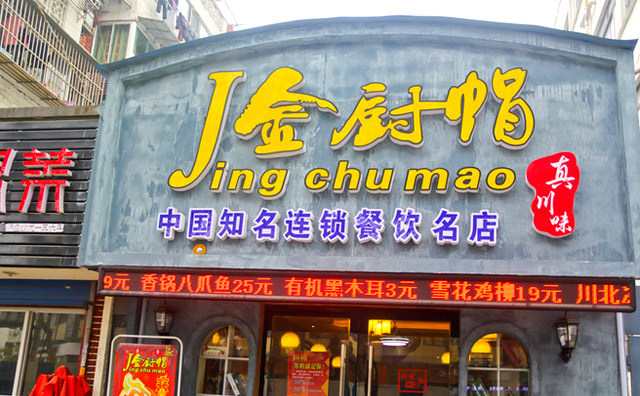 金厨帽
Jing chu mao
真川味
中国知名连锁餐饮名店
9元 香锅八爪鱼25元 有机黑木耳3元 雪花鸡柳19元 川北
菜
金厨帽
Jing chu mao